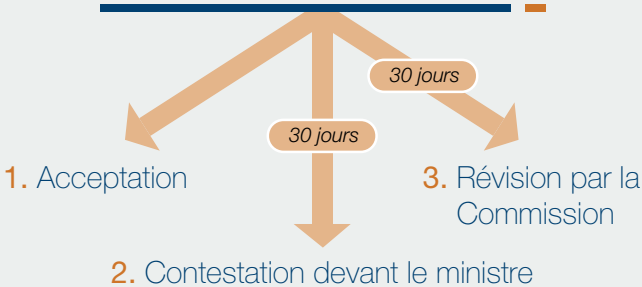 30 jours
30 jours
1. Acceptation
3. Révision par la
Commission
2. Contestation devant le ministre